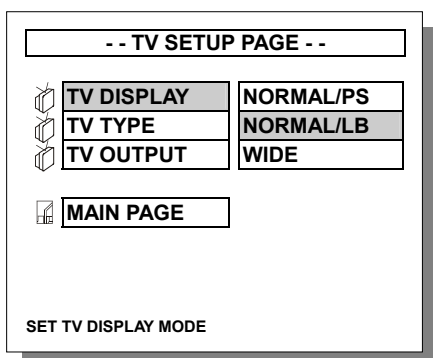 - - TV SETUP PAGE - -
TV DISPLAY NORMAL/PS
TV TYPE NORMAL/LB
TV OUTPUT WIDE
MAIN PAGE
SET TV DISPLAY MODE